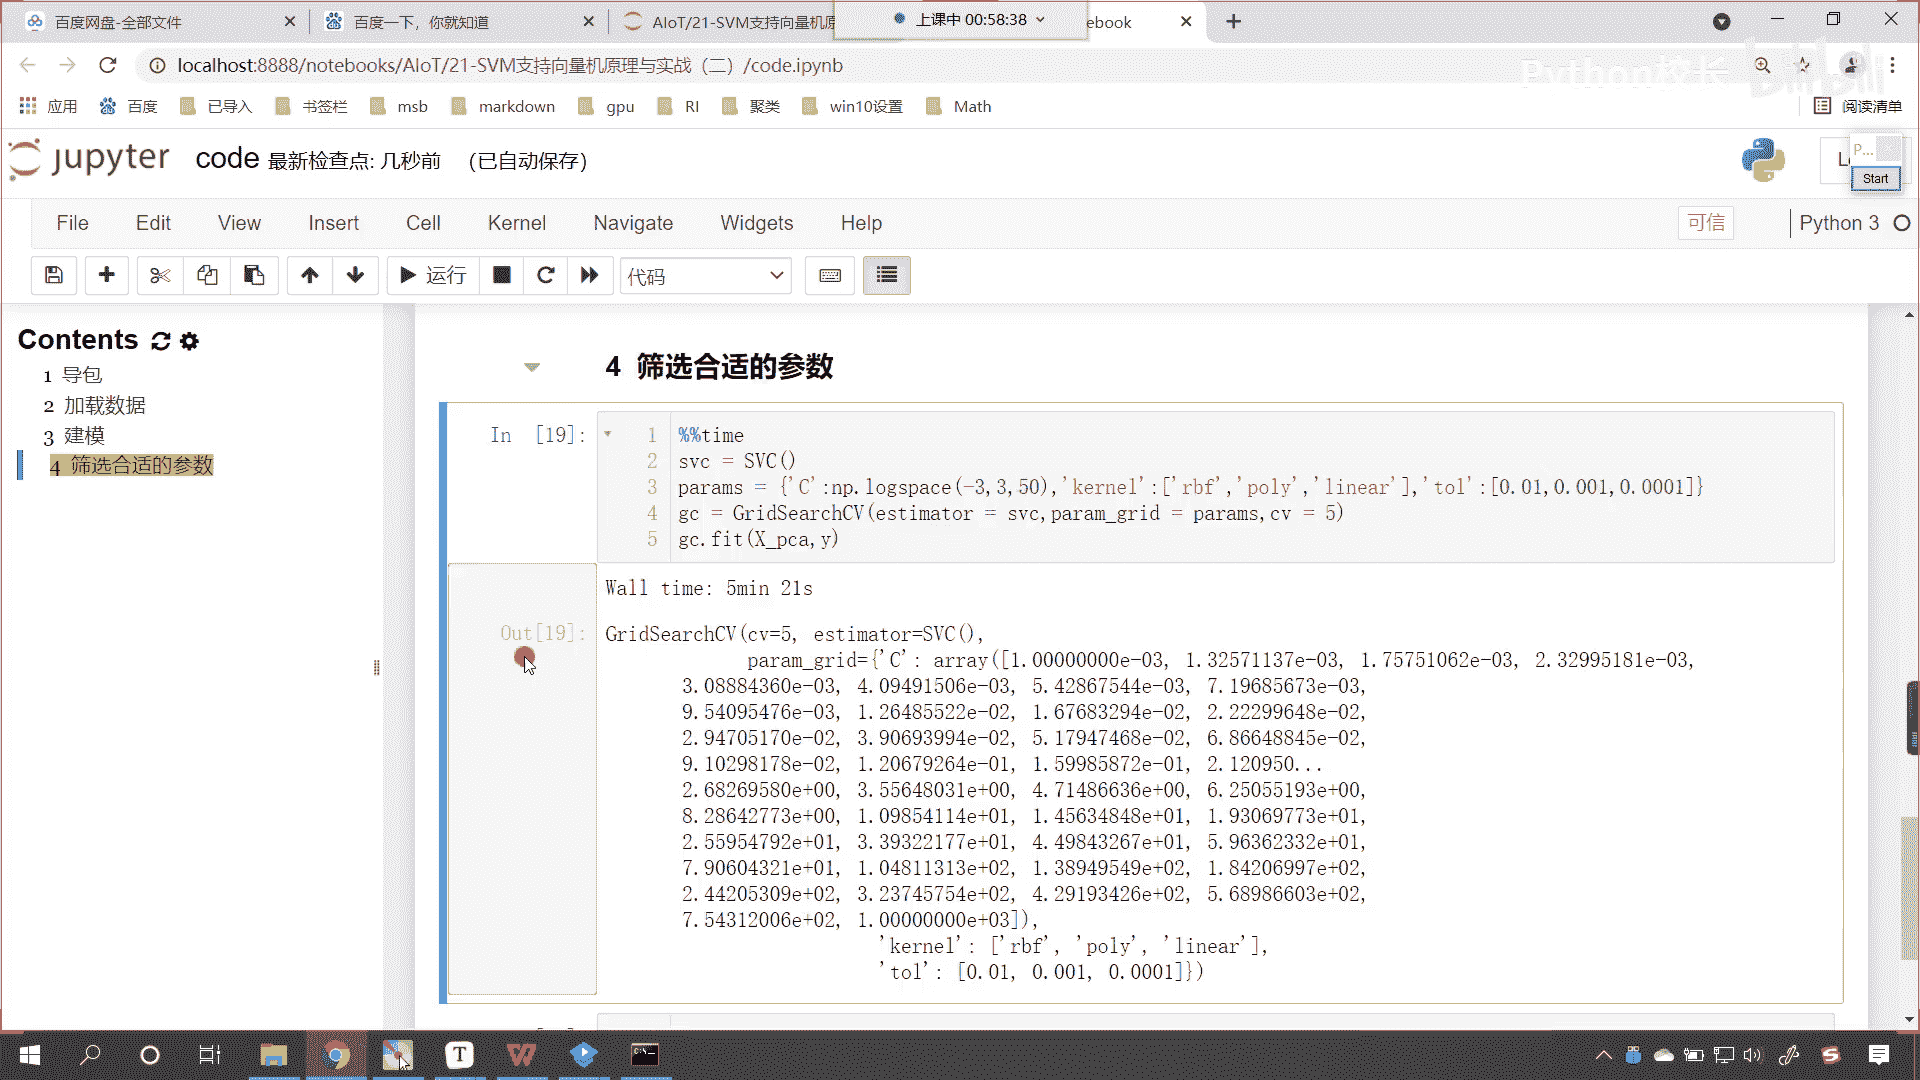 百度网盘-全部文件
百度一下，你就知道
AIoT/21-SVM支持向量机原
上课中 00:58:38
ebook
localhost:8888/notebooks/AIoT/21-SVM支持向量机原理与实战（二）/code.ipynb
Python校长
bilibili
应用
百度
已导入
书签栏
msb
markdown
gpu
RI
聚类
win10设置
Math
阅读清单
jupyter
code 最新检查点: 几秒前 (已自动保存)
P...
Start
File
Edit
View
Insert
Cell
Kernel
Navigate
Widgets
Help
可信
Python 3
运行
代码
Contents
1 导包
2 加载数据
3 建模
4 筛选合适的参数
4 筛选合适的参数
In [19]:
1 %%time
2 svc = SVC()
3 params = {'C':np.logspace(-3,3,50),'kernel':['rbf','poly','linear'],'tol':[0.01,0.001,0.0001]}
4 gc = GridSearchCV(estimator = svc,param_grid = params,cv = 5)
5 gc.fit(X_pca,y)
Wall time: 5min 21s
Out[19]:
GridSearchCV(cv=5, estimator=SVC(),
param_grid={'C': array([1.00000000e-03, 1.32571137e-03, 1.75751062e-03, 2.32995181e-03,
3.08884360e-03, 4.09491506e-03, 5.42867544e-03, 7.19685673e-03,
9.54095476e-03, 1.26485522e-02, 1.67683294e-02, 2.22299648e-02,
2.94705170e-02, 3.90693994e-02, 5.17947468e-02, 6.86648845e-02,
9.10298178e-02, 1.20679264e-01, 1.59985872e-01, 2.120950...
2.68269580e+00, 3.55648031e+00, 4.71486636e+00, 6.25055193e+00,
8.28642773e+00, 1.09854114e+01, 1.45634848e+01, 1.93069773e+01,
2.55954792e+01, 3.39322177e+01, 4.49843267e+01, 5.96362332e+01,
7.90604321e+01, 1.04811313e+02, 1.38949549e+02, 1.84206997e+02,
2.44205309e+02, 3.23745754e+02, 4.29193426e+02, 5.68986603e+02,
7.54312006e+02, 1.00000000e+03]),
'kernel': ['rbf', 'poly', 'linear'],
'tol': [0.01, 0.001, 0.0001]})